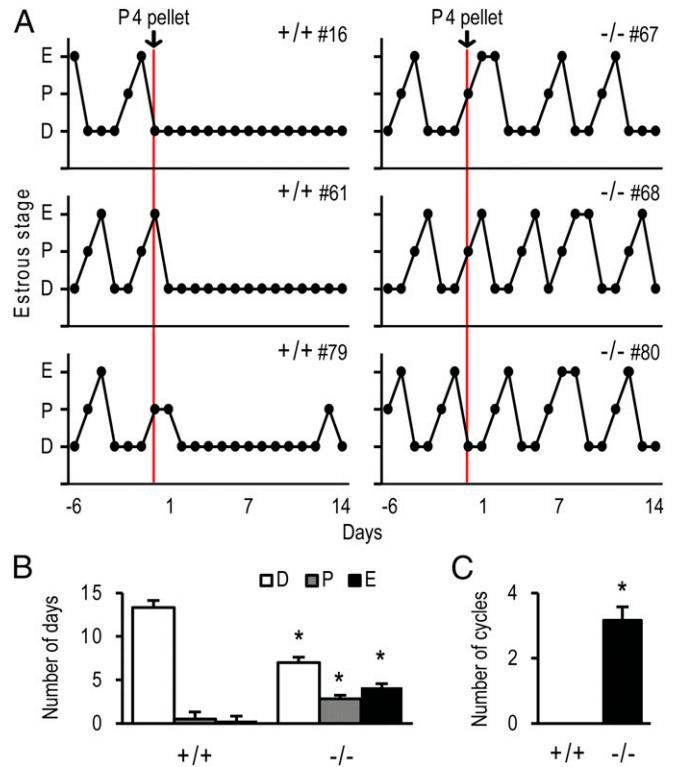 A
P4 pellet
P4 pellet
+/+ #16
-/- #67
E
P
D
+/+ #61
-/- #68
E
P
D
Estrous stage
+/+ #79
-/- #80
E
P
D
-6 1 7 14
-6 1 7 14
Days
B
D P E
15
10
5
0
Number of days
* * *
+/+ -/-
C
4
2
0
Number of cycles
*
+/+ -/-